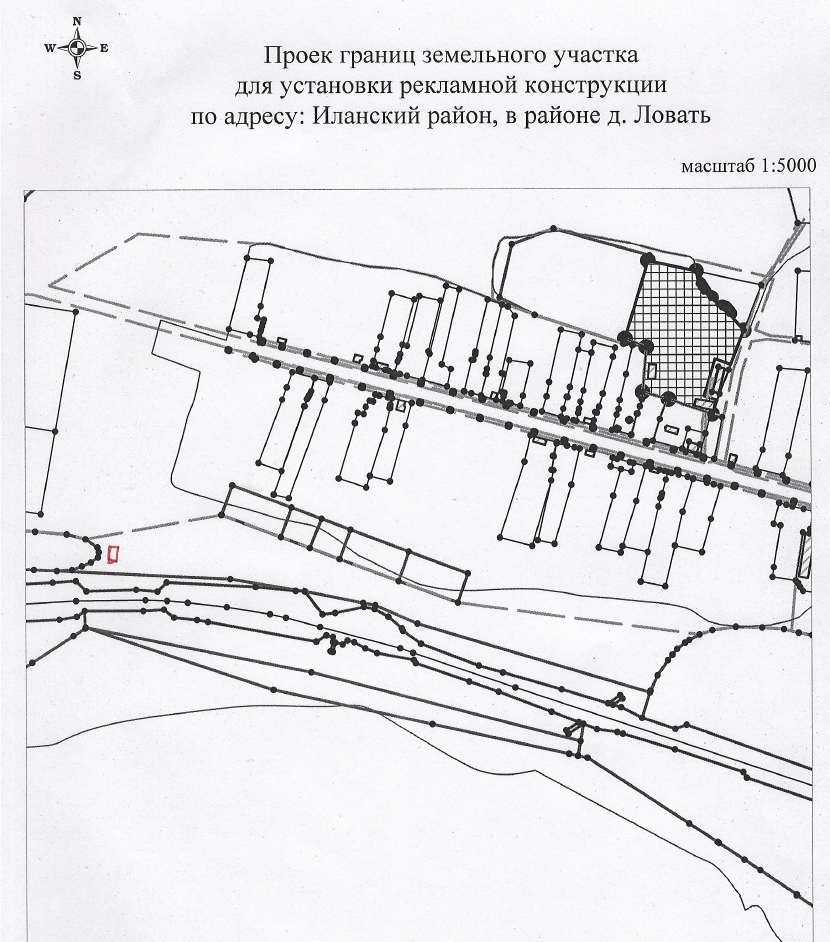 N
W E
S
Проек границ земельного участка
для установки рекламной конструкции
по адресу: Иланский район, в районе д. Ловать
масштаб 1:5000